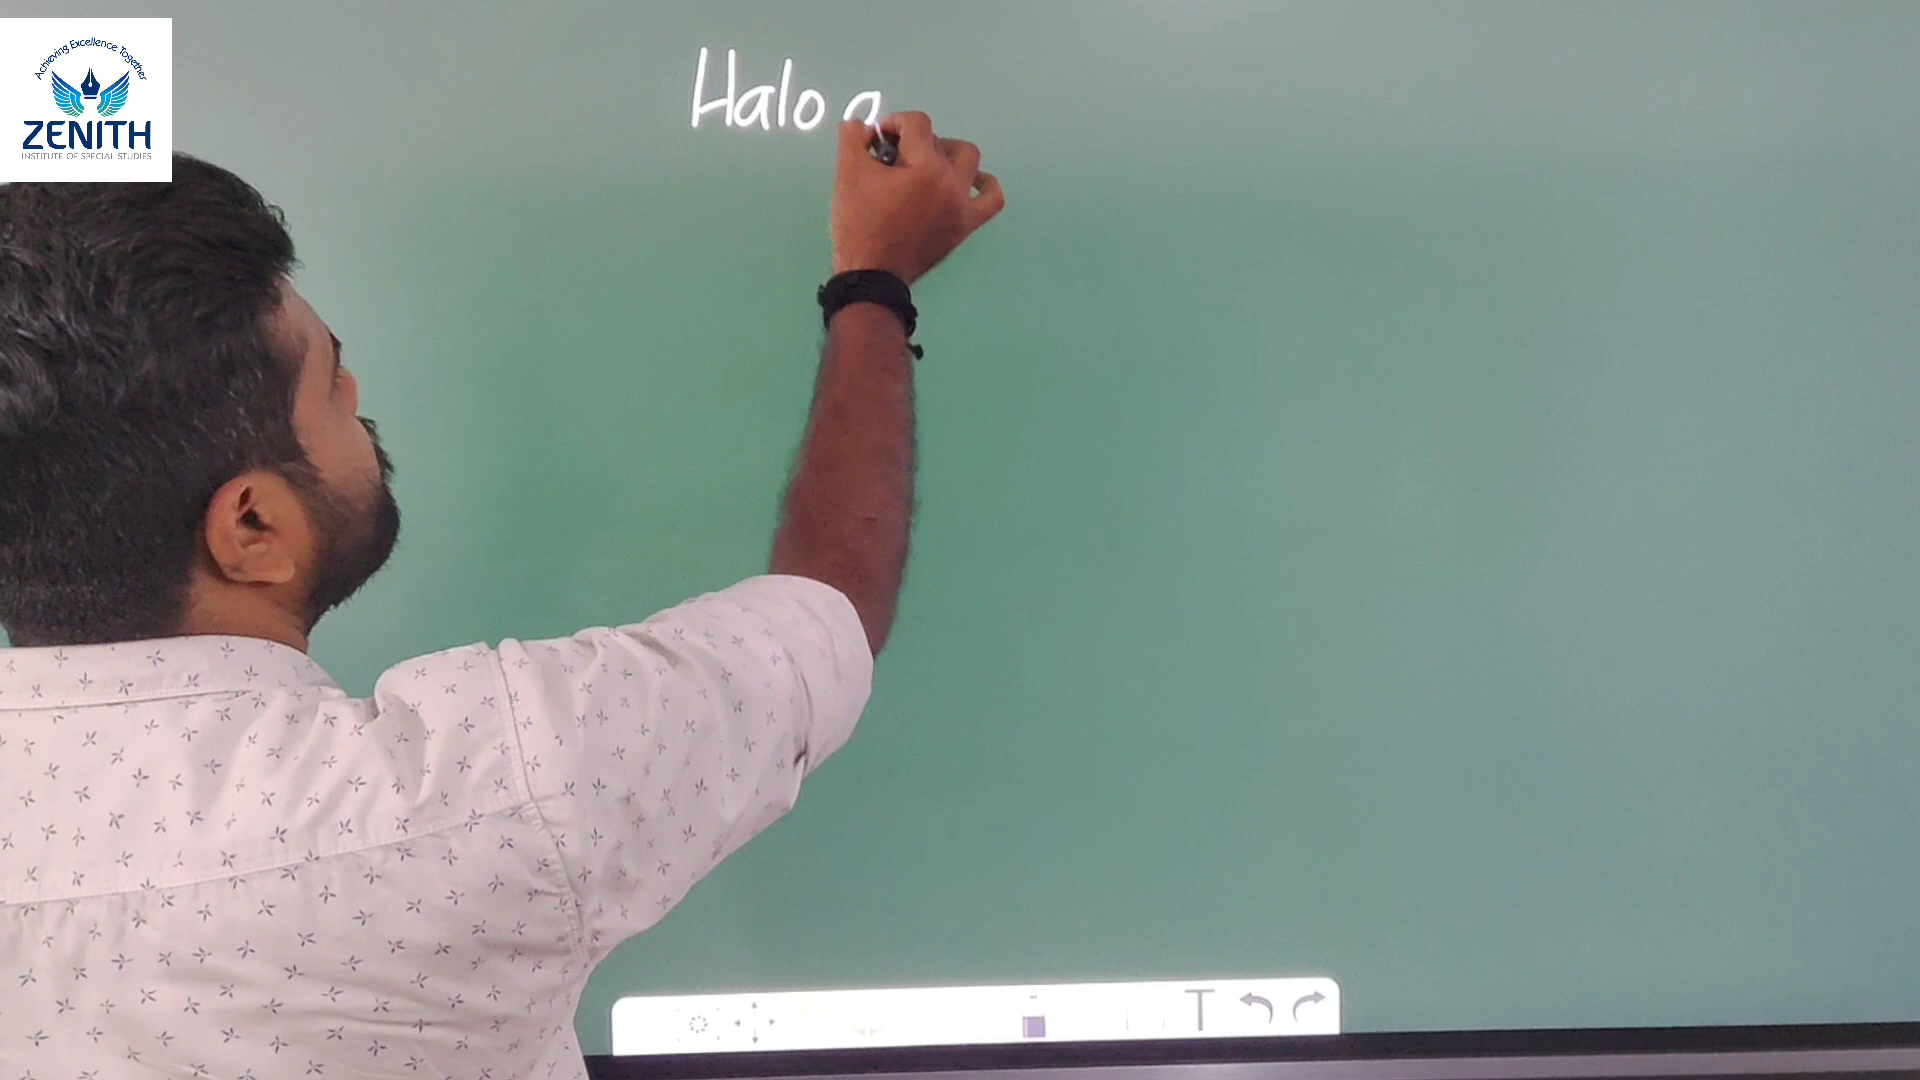 Achieving Excellence Together
ZENITH
INSTITUTE OF SPECIAL STUDIES
Halo
T